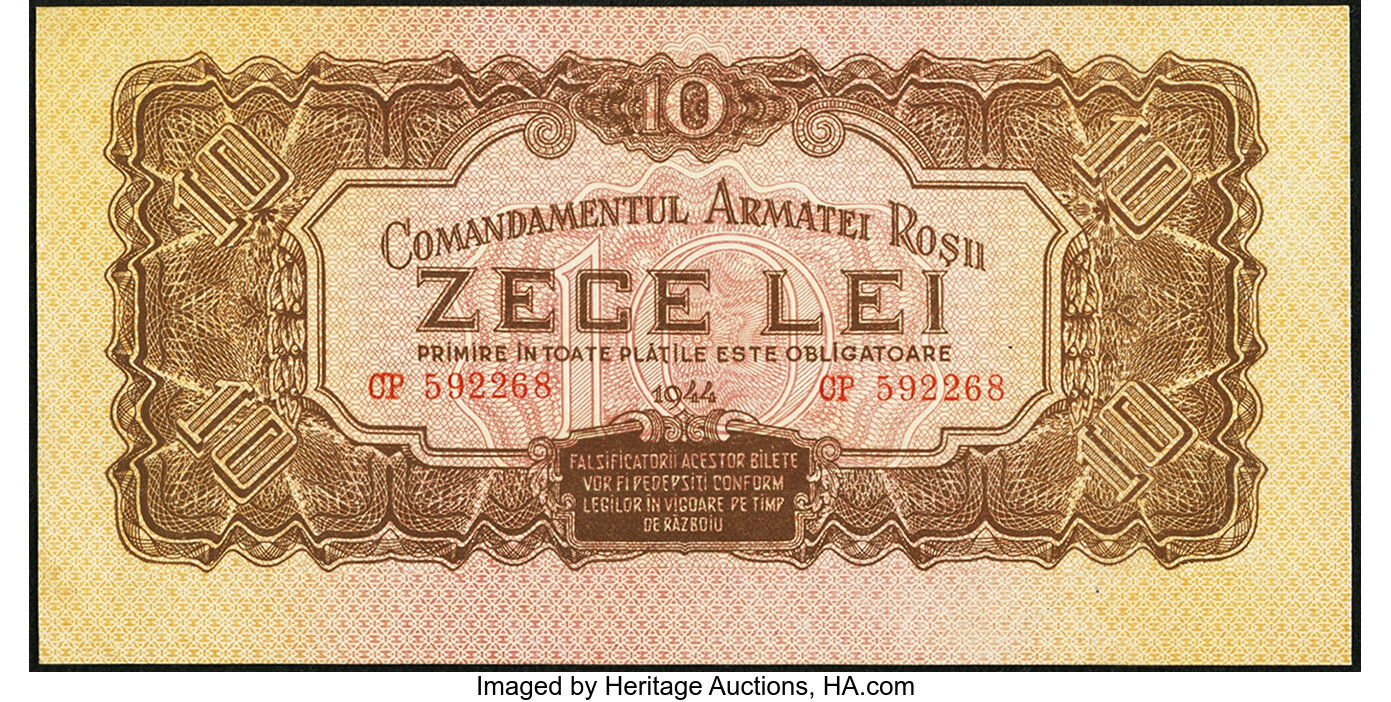 10
10
10
COMANDAMENTUL ARMATEI ROȘII
10
ZECE LEI
PRIMIRE ÎN TOATE PLĂȚILE ESTE OBLIGATOARE
CP 592268 1944 CP 592268
10
10
FALSIFICATORII ACESTOR BILETE
VOR FI PEDEPSITI CONFORM
LEGILOR ÎN VIGOARE PE TIMP
DE RĂZBOIU
Imaged by Heritage Auctions, HA.com